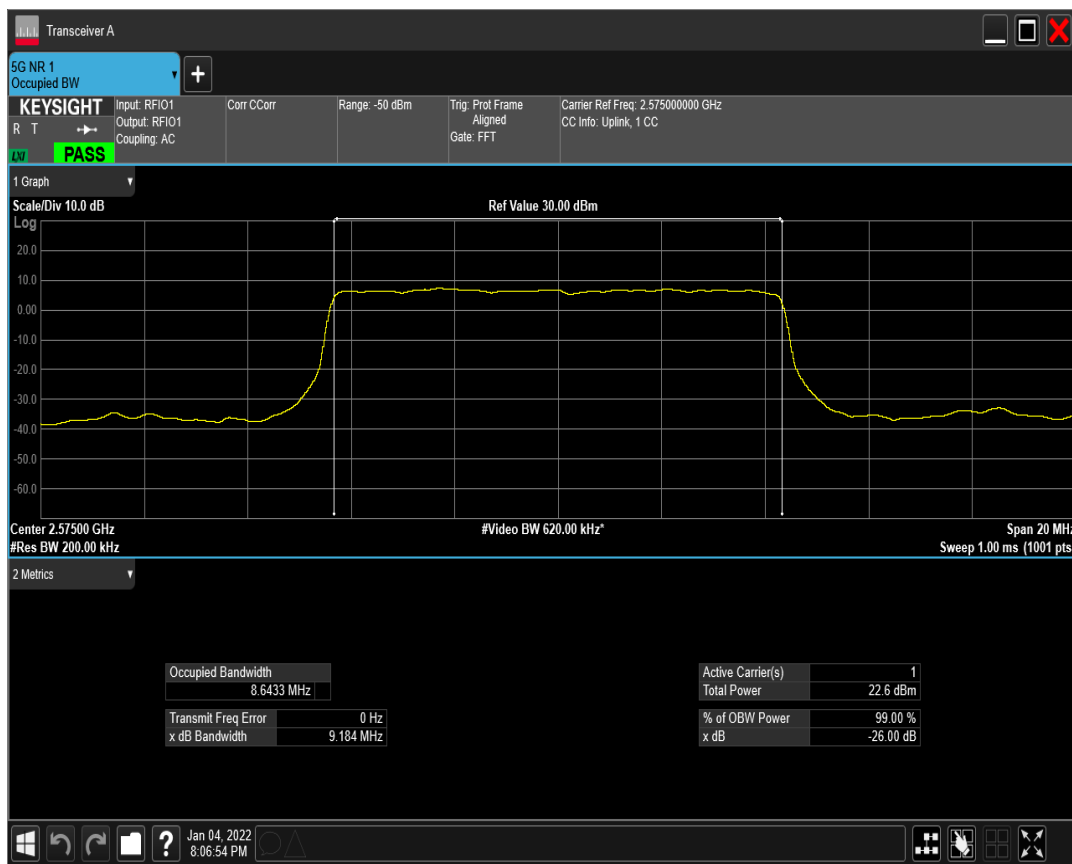 Transceiver A
5G NR 1
Occupied BW
KEYSIGHT
R T
LXI
PASS
Input: RFIO1
Output: RFIO1
Coupling: AC
Corr CCorr
Range: -50 dBm
Trig: Prot Frame
Aligned
Gate: FFT
Carrier Ref Freq: 2.575000000 GHz
CC Info: Uplink, 1 CC
1 Graph
Scale/Div 10.0 dB
Ref Value 30.00 dBm
Log
20.0
10.0
0.00
-10.0
-20.0
-30.0
-40.0
-50.0
-60.0
Center 2.57500 GHz
#Video BW 620.00 kHz*
Span 20 MHz
#Res BW 200.00 kHz
Sweep 1.00 ms (1001 pts
2 Metrics
Occupied Bandwidth
8.6433 MHz
Transmit Freq Error 0 Hz
x dB Bandwidth 9.184 MHz
Active Carrier(s) 1
Total Power 22.6 dBm
% of OBW Power 99.00 %
x dB -26.00 dB
?
Jan 04, 2022
8:06:54 PM